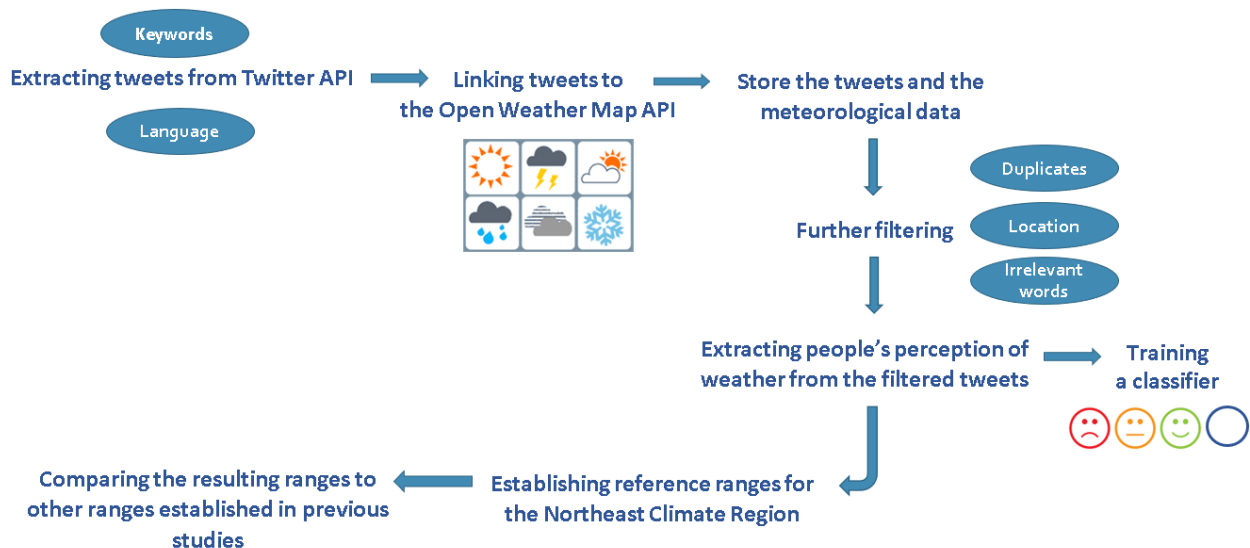 Keywords
Extracting tweets from Twitter API
Language
Linking tweets to
the Open Weather Map API
Store the tweets and the
meteorological data
Duplicates
Further filtering
Location
Irrelevant
words
Extracting people's perception of
weather from the filtered tweets
Training
a classifier
Establishing reference ranges for
the Northeast Climate Region
Comparing the resulting ranges to
other ranges established in previous
studies